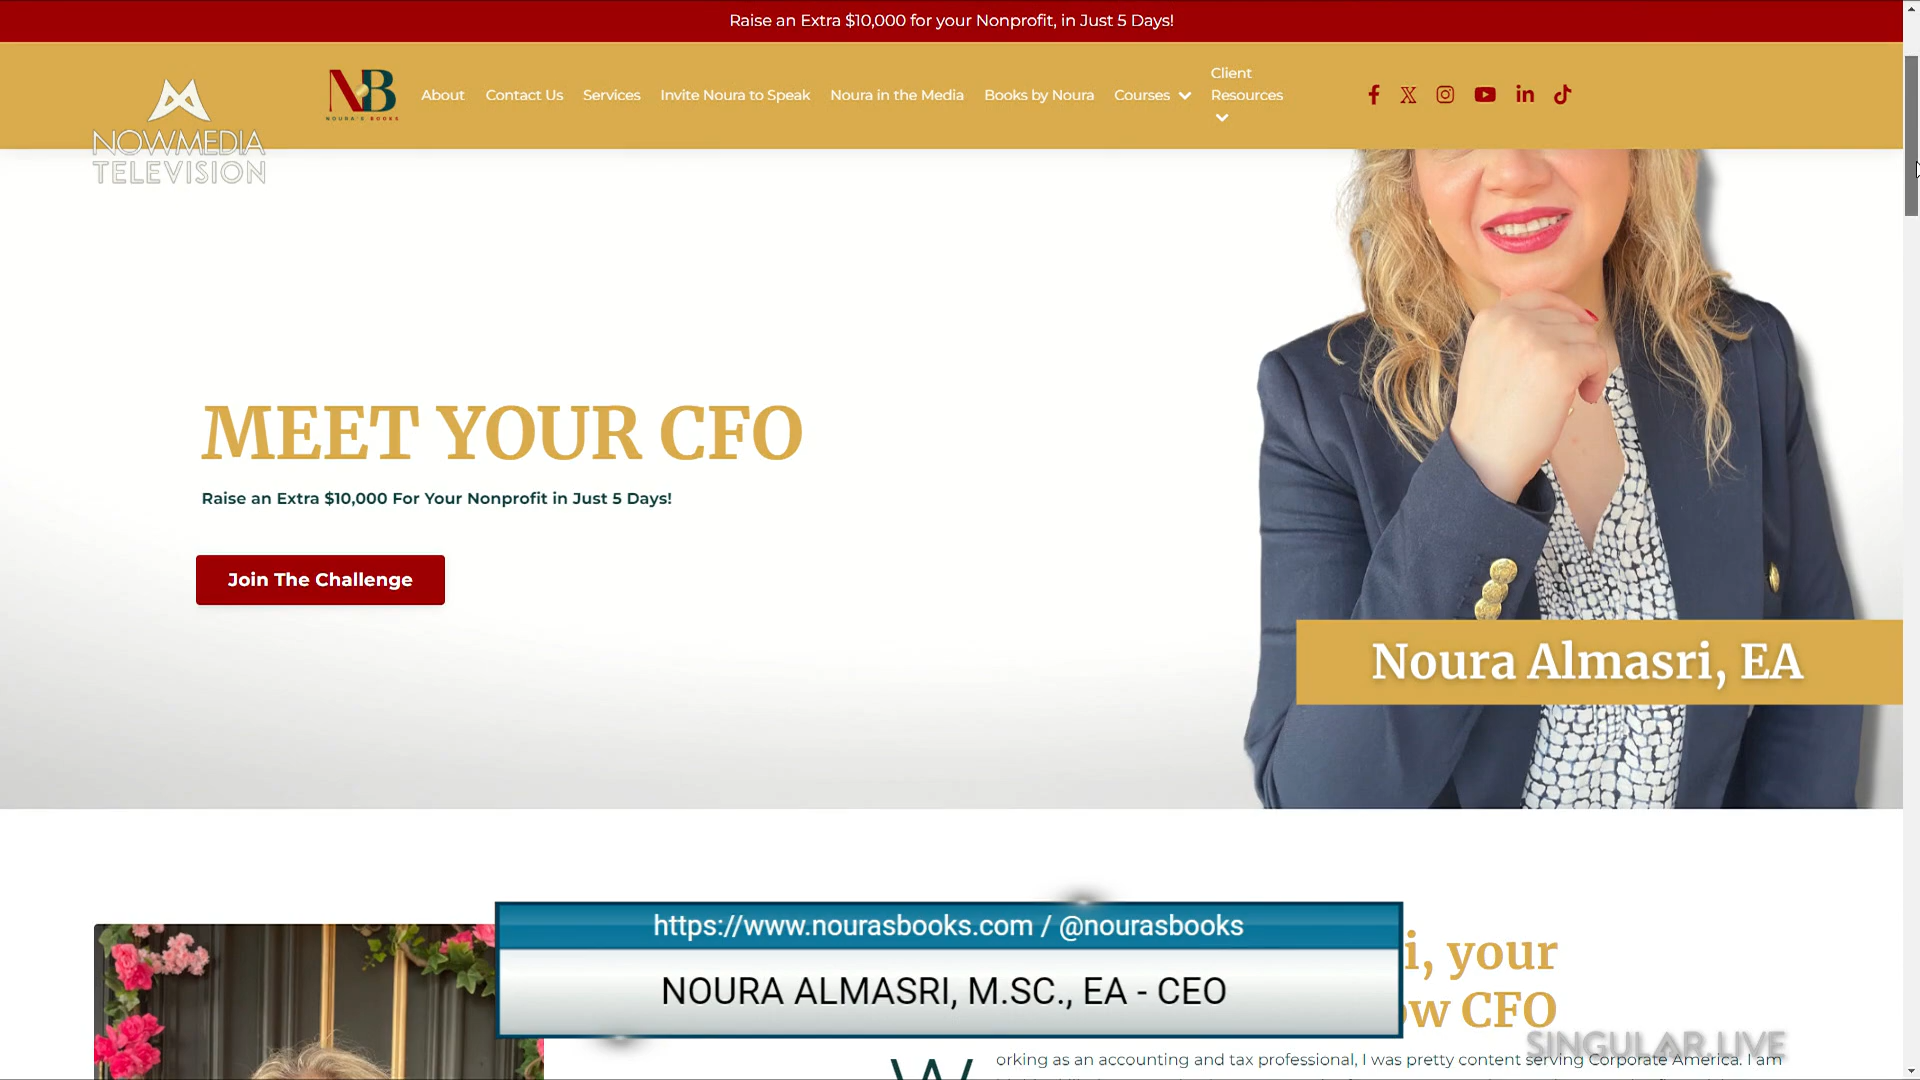 Raise an Extra $10,000 for your Nonprofit, in Just 5 Days!
NOWMEDIA
TELEVISION
NB
NOURA'S BOOKS
About
Contact Us
Services
Invite Noura to Speak
Noura in the Media
Books by Noura
Courses
Client
Resources
MEET YOUR CFO
Raise an Extra $10,000 For Your Nonprofit in Just 5 Days!
Join The Challenge
Noura Almasri, EA
https://www.nourasbooks.com / @nourasbooks
NOURA ALMASRI, M.SC., EA - CEO
i, your
ow CFO
SINGULAR.LIVE
Working as an accounting and tax professional, I was pretty content serving Corporate America. I am